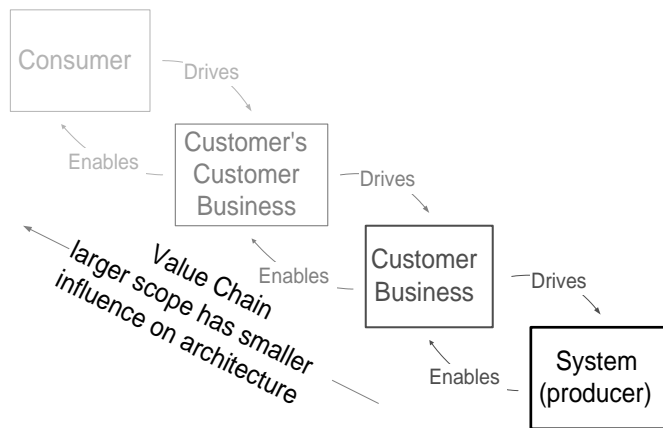 Consumer
Drives
Enables
Customer's
Customer
Business
Drives
Enables
Customer
Business
Drives
Enables
System
(producer)
Value Chain
larger scope has smaller
influence on architecture